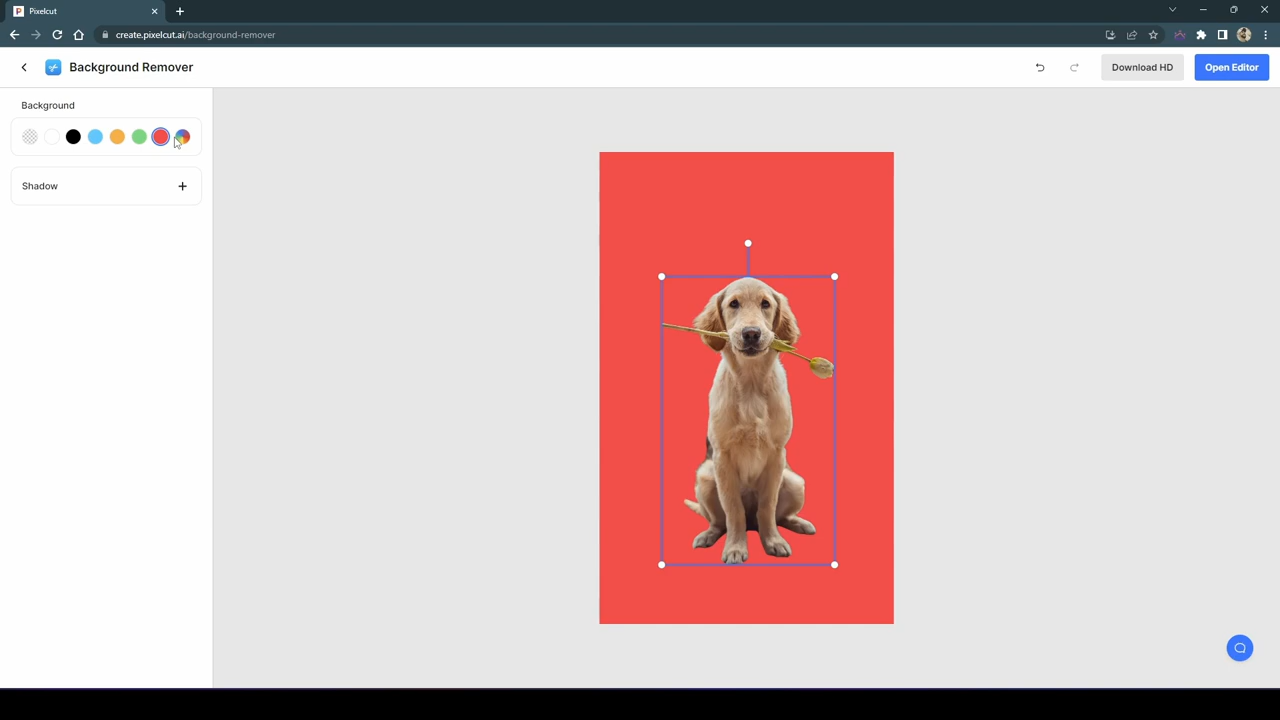 Pixelcut
create.pixelcut.ai/background-remover
Background Remover
Download HD
Open Editor
Background
Shadow